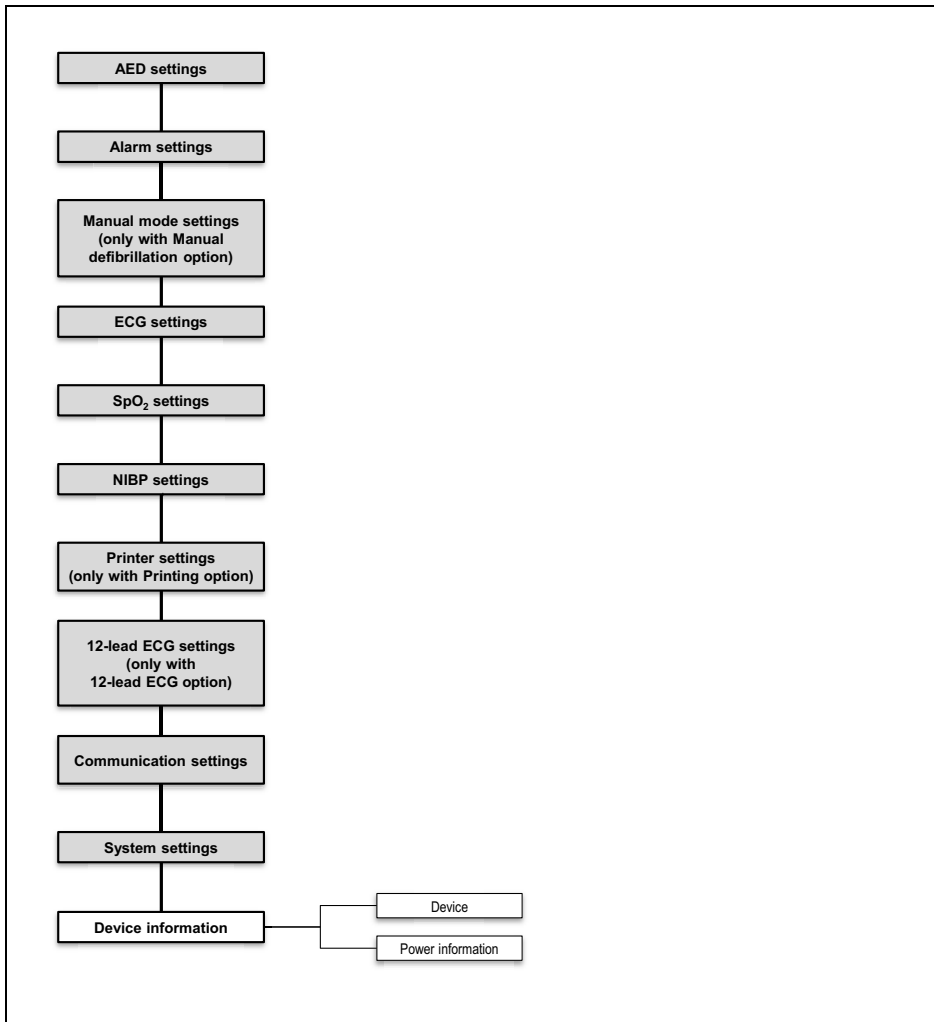 AED settings
Alarm settings
Manual mode settings
(only with Manual
defibrillation option)
ECG settings
SpO₂ settings
NIBP settings
Printer settings
(only with Printing option)
12-lead ECG settings
(only with
12-lead ECG option)
Communication settings
System settings
Device information
Device
Power information